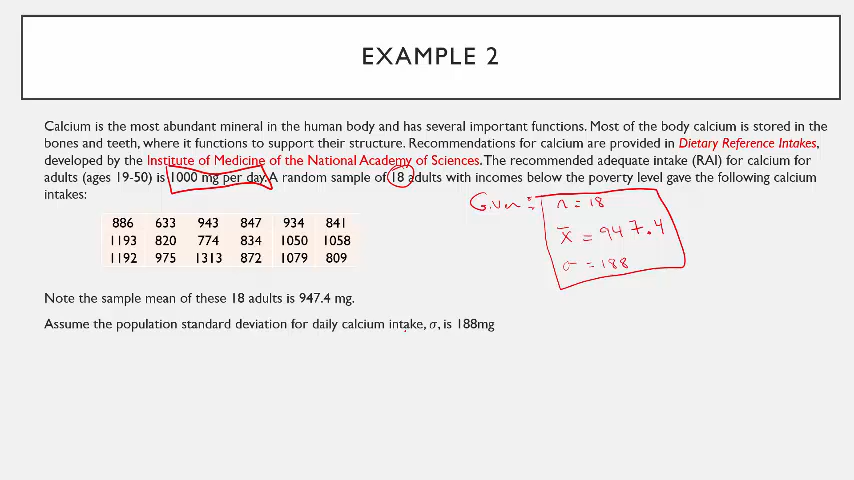 EXAMPLE 2
Calcium is the most abundant mineral in the human body and has several important functions. Most of the body calcium is stored in the
bones and teeth, where it functions to support their structure. Recommendations for calcium are provided in Dietary Reference Intakes,
developed by the Institute of Medicine of the National Academy of Sciences. The recommended adequate intake (RAI) for calcium for
adults (ages 19-50) is 1000 mg per day. A random sample of 18 adults with incomes below the poverty level gave the following calcium
intakes:
Given: n = 18
x̄ = 947.4
σ = 188
886 633 943 847 934 841
1193 820 774 834 1050 1058
1192 975 1313 872 1079 809
Note the sample mean of these 18 adults is 947.4 mg.
Assume the population standard deviation for daily calcium intake, σ, is 188mg